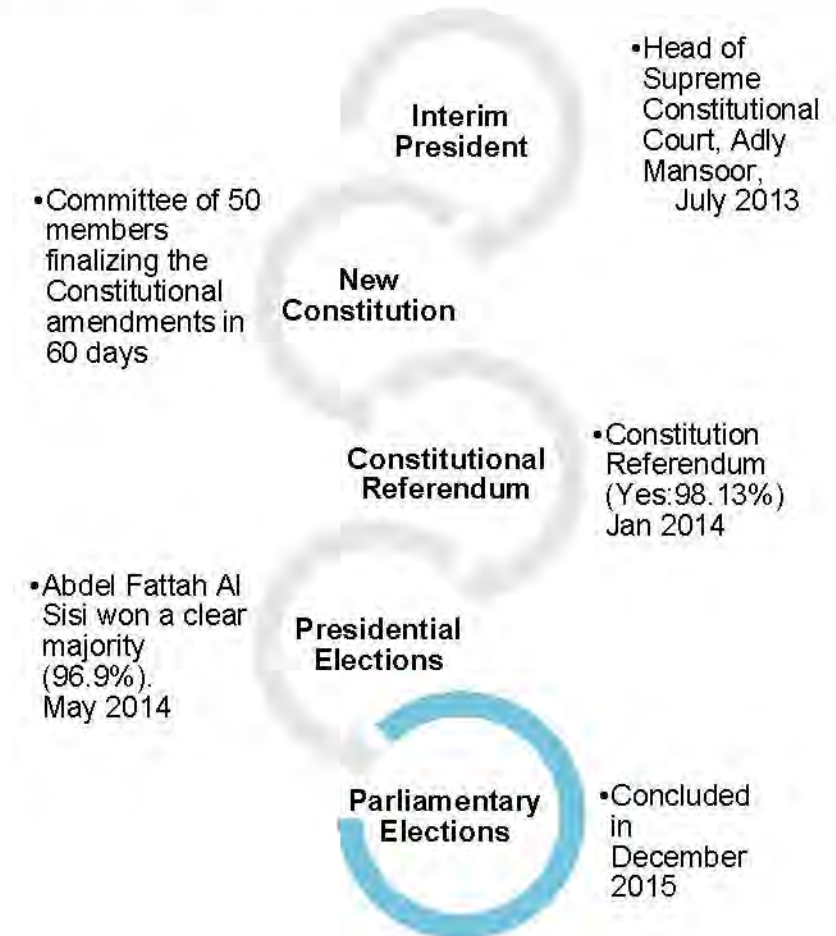 Interim
President
•Head of
Supreme
Constitutional
Court, Adly
Mansoor,
July 2013
•Committee of 50
members
finalizing the
Constitutional
amendments in
60 days
New
Constitution
Constitutional
Referendum
•Constitution
Referendum
(Yes:98.13%)
Jan 2014
•Abdel Fattah Al
Sisi won a clear
majority
(96.9%).
May 2014
Presidential
Elections
Parliamentary
Elections
•Concluded
in
December
2015